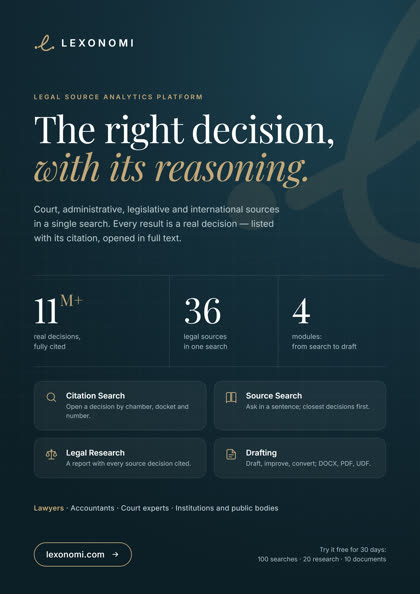 LEXONOMI
LEGAL SOURCE ANALYTICS PLATFORM
The right decision,
with its reasoning.
Court, administrative, legislative and international sources
in a single search. Every result is a real decision — listed
with its citation, opened in full text.
11M+
real decisions,
fully cited
36
legal sources
in one search
4
modules:
from search to draft
Citation Search
Open a decision by chamber, docket and
number.
Source Search
Ask in a sentence; closest decisions first.
Legal Research
A report with every source decision cited.
Drafting
Draft, improve, convert; DOCX, PDF, UDF.
Lawyers · Accountants · Court experts · Institutions and public bodies
lexonomi.com →
Try it free for 30 days:
100 searches · 20 research · 10 documents